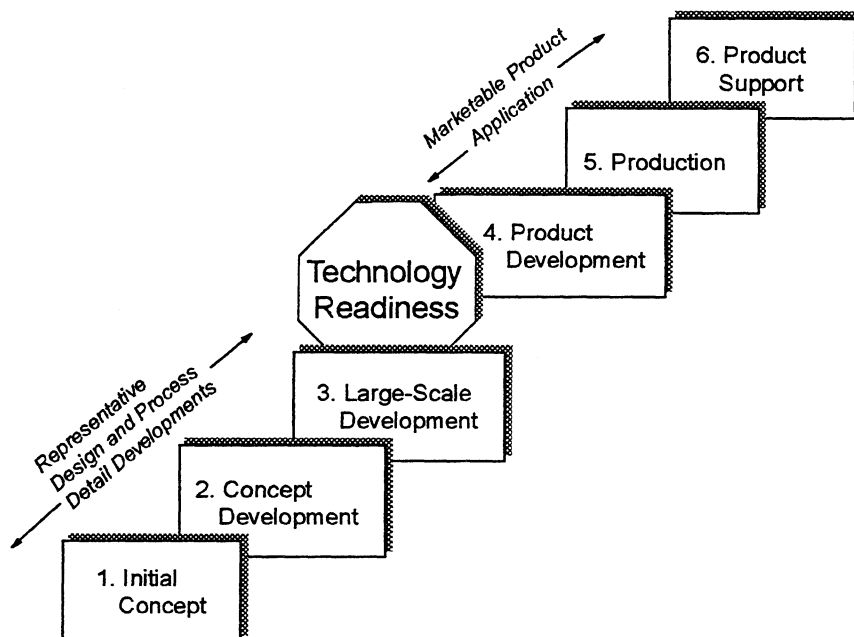 Marketable Product
Application
6. Product
Support
5. Production
4. Product
Development
Technology
Readiness
Representative
Design and Process
Detail Developments
3. Large-Scale
Development
2. Concept
Development
1. Initial
Concept